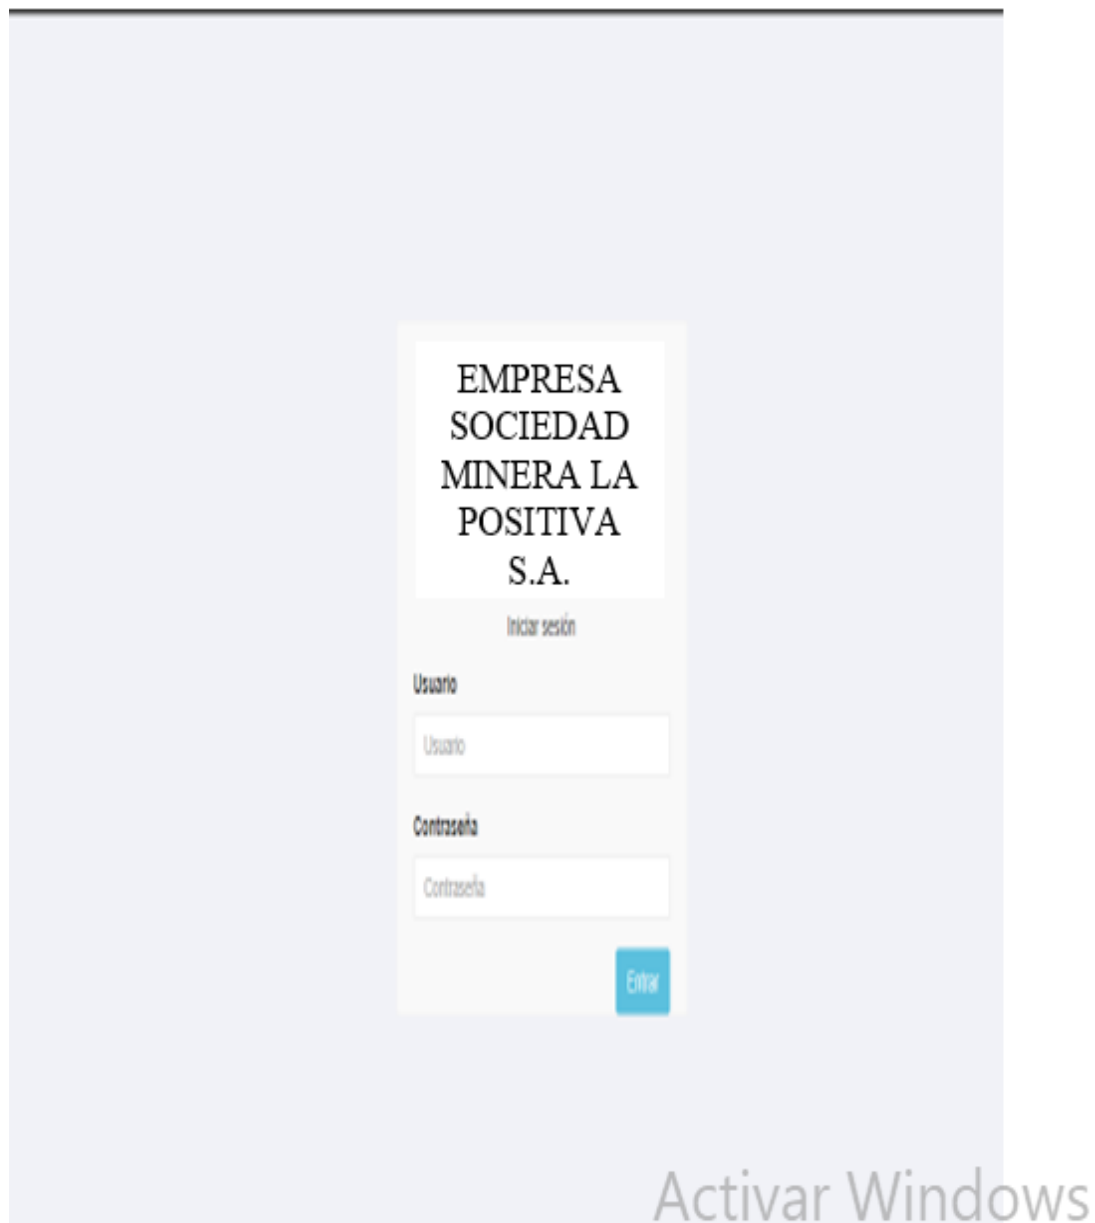 EMPRESA
SOCIEDAD
MINERA LA
POSITIVA
S.A.
Iniciar sesión
Usuario
Usuario
Contraseña
Contraseña
Entrar
Activar Windows